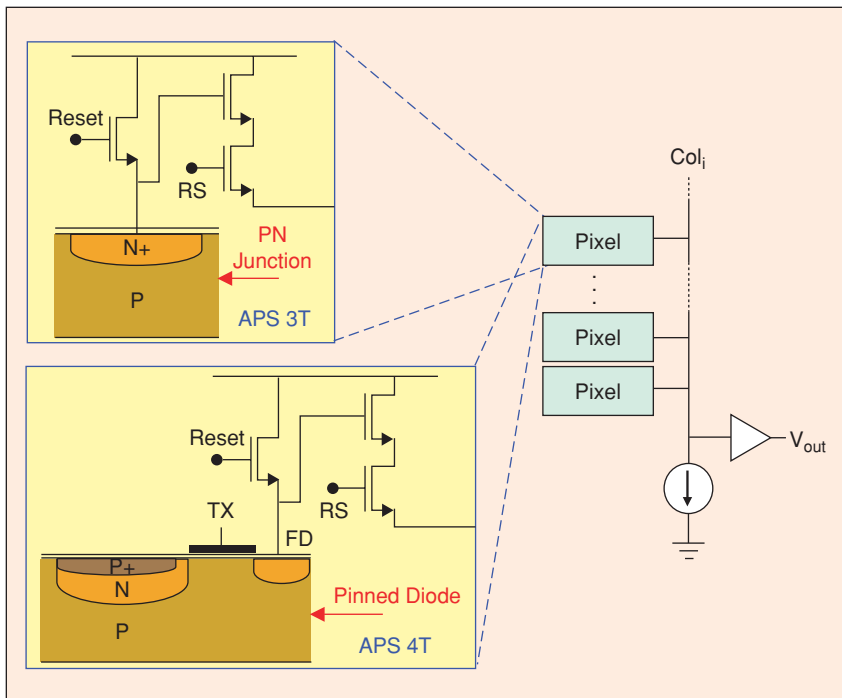 Reset
RS
N+
PN
Junction
P
APS 3T
Reset
RS
TX
FD
P+
N
Pinned Diode
P
APS 4T
Col_i
Pixel
Pixel
Pixel
V_out